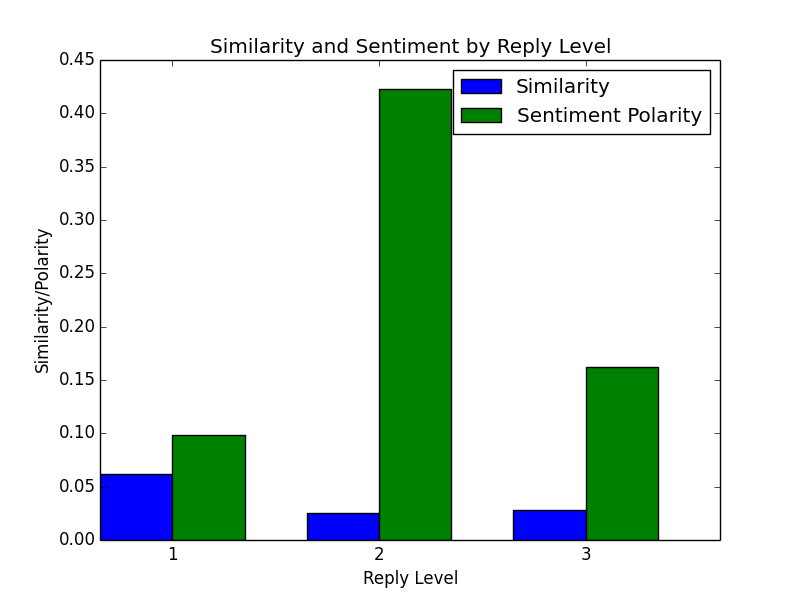 Similarity and Sentiment by Reply Level
0.45
0.40
0.35
0.30
0.25
0.20
0.15
0.10
0.05
0.00
Similarity/Polarity
Similarity
Sentiment Polarity
1 2 3
Reply Level